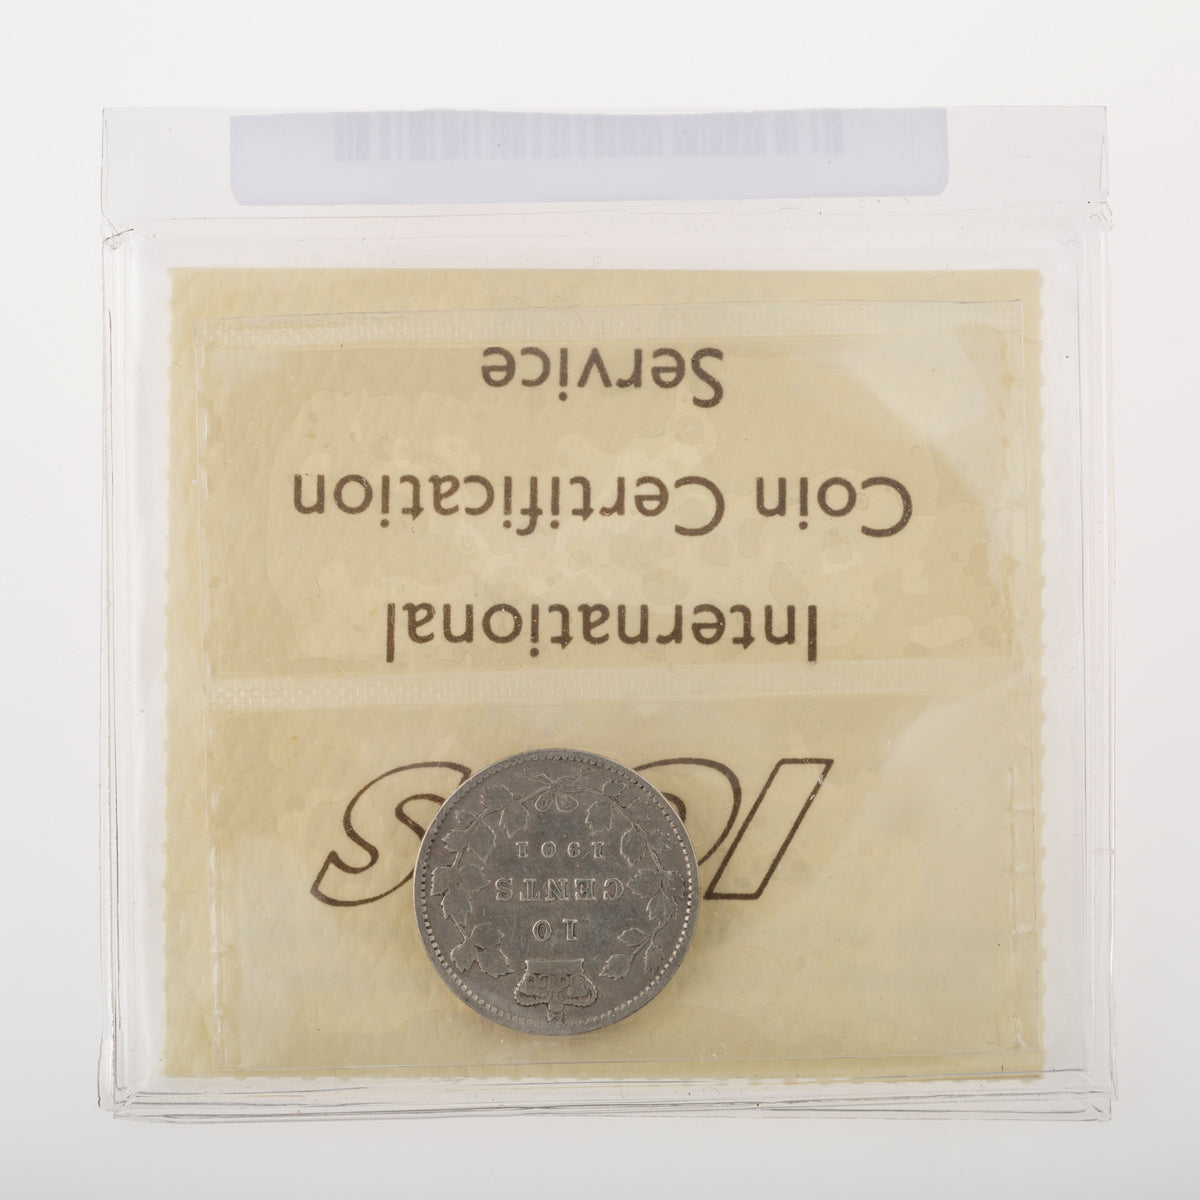 ICCS
International
Coin Certification
Service
10
CENTS
1901